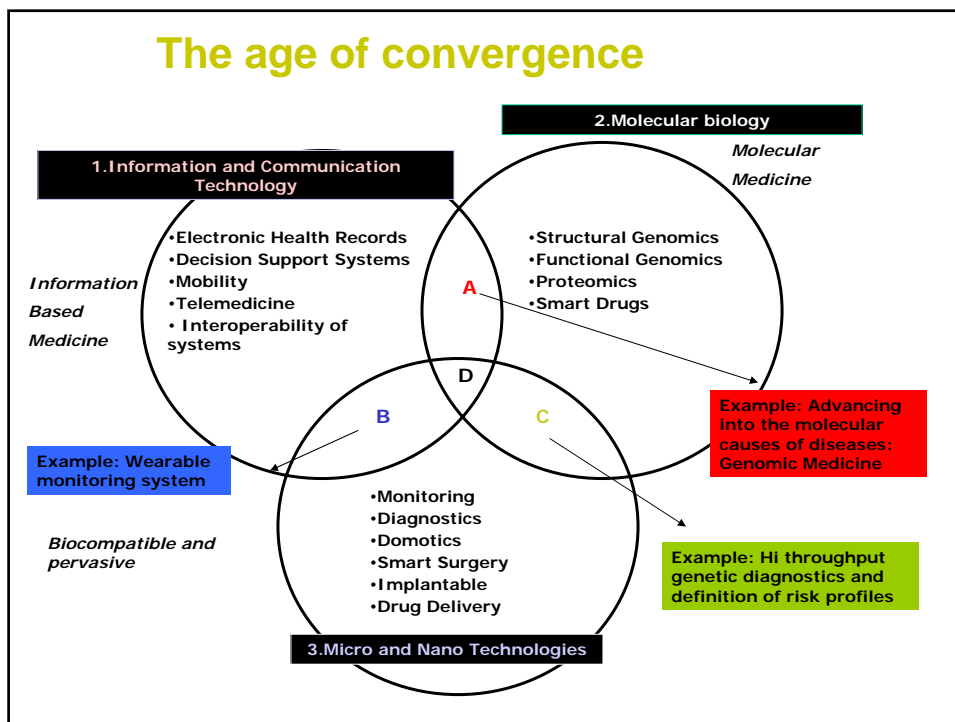 The age of convergence
2.Molecular biology
Molecular
Medicine
1.Information and Communication
Technology
•Electronic Health Records
•Decision Support Systems
•Mobility
•Telemedicine
• Interoperability of
systems
•Structural Genomics
•Functional Genomics
•Proteomics
•Smart Drugs
Information
Based
Medicine
A
D
B
C
Example: Advancing
into the molecular
causes of diseases:
Genomic Medicine
Example: Wearable
monitoring system
•Monitoring
•Diagnostics
•Domotics
•Smart Surgery
•Implantable
•Drug Delivery
Biocompatible and
pervasive
Example: Hi throughput
genetic diagnostics and
definition of risk profiles
3.Micro and Nano Technologies